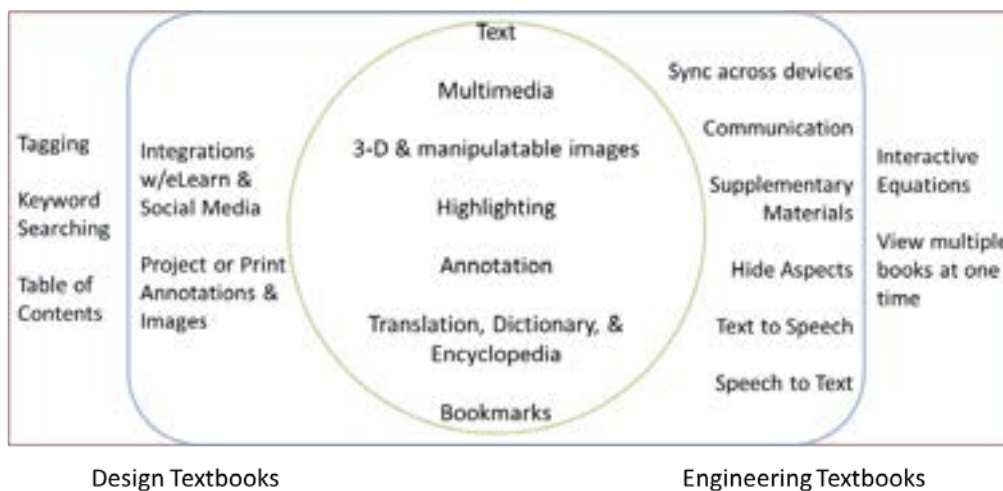 Tagging
Keyword
Searching
Table of
Contents
Integrations
w/eLearn &
Social Media
Project or Print
Annotations &
Images
Text
Multimedia
3-D & manipulatable images
Highlighting
Annotation
Translation, Dictionary, &
Encyclopedia
Bookmarks
Sync across devices
Communication
Supplementary
Materials
Hide Aspects
Text to Speech
Speech to Text
Interactive
Equations
View multiple
books at one
time
Design Textbooks
Engineering Textbooks